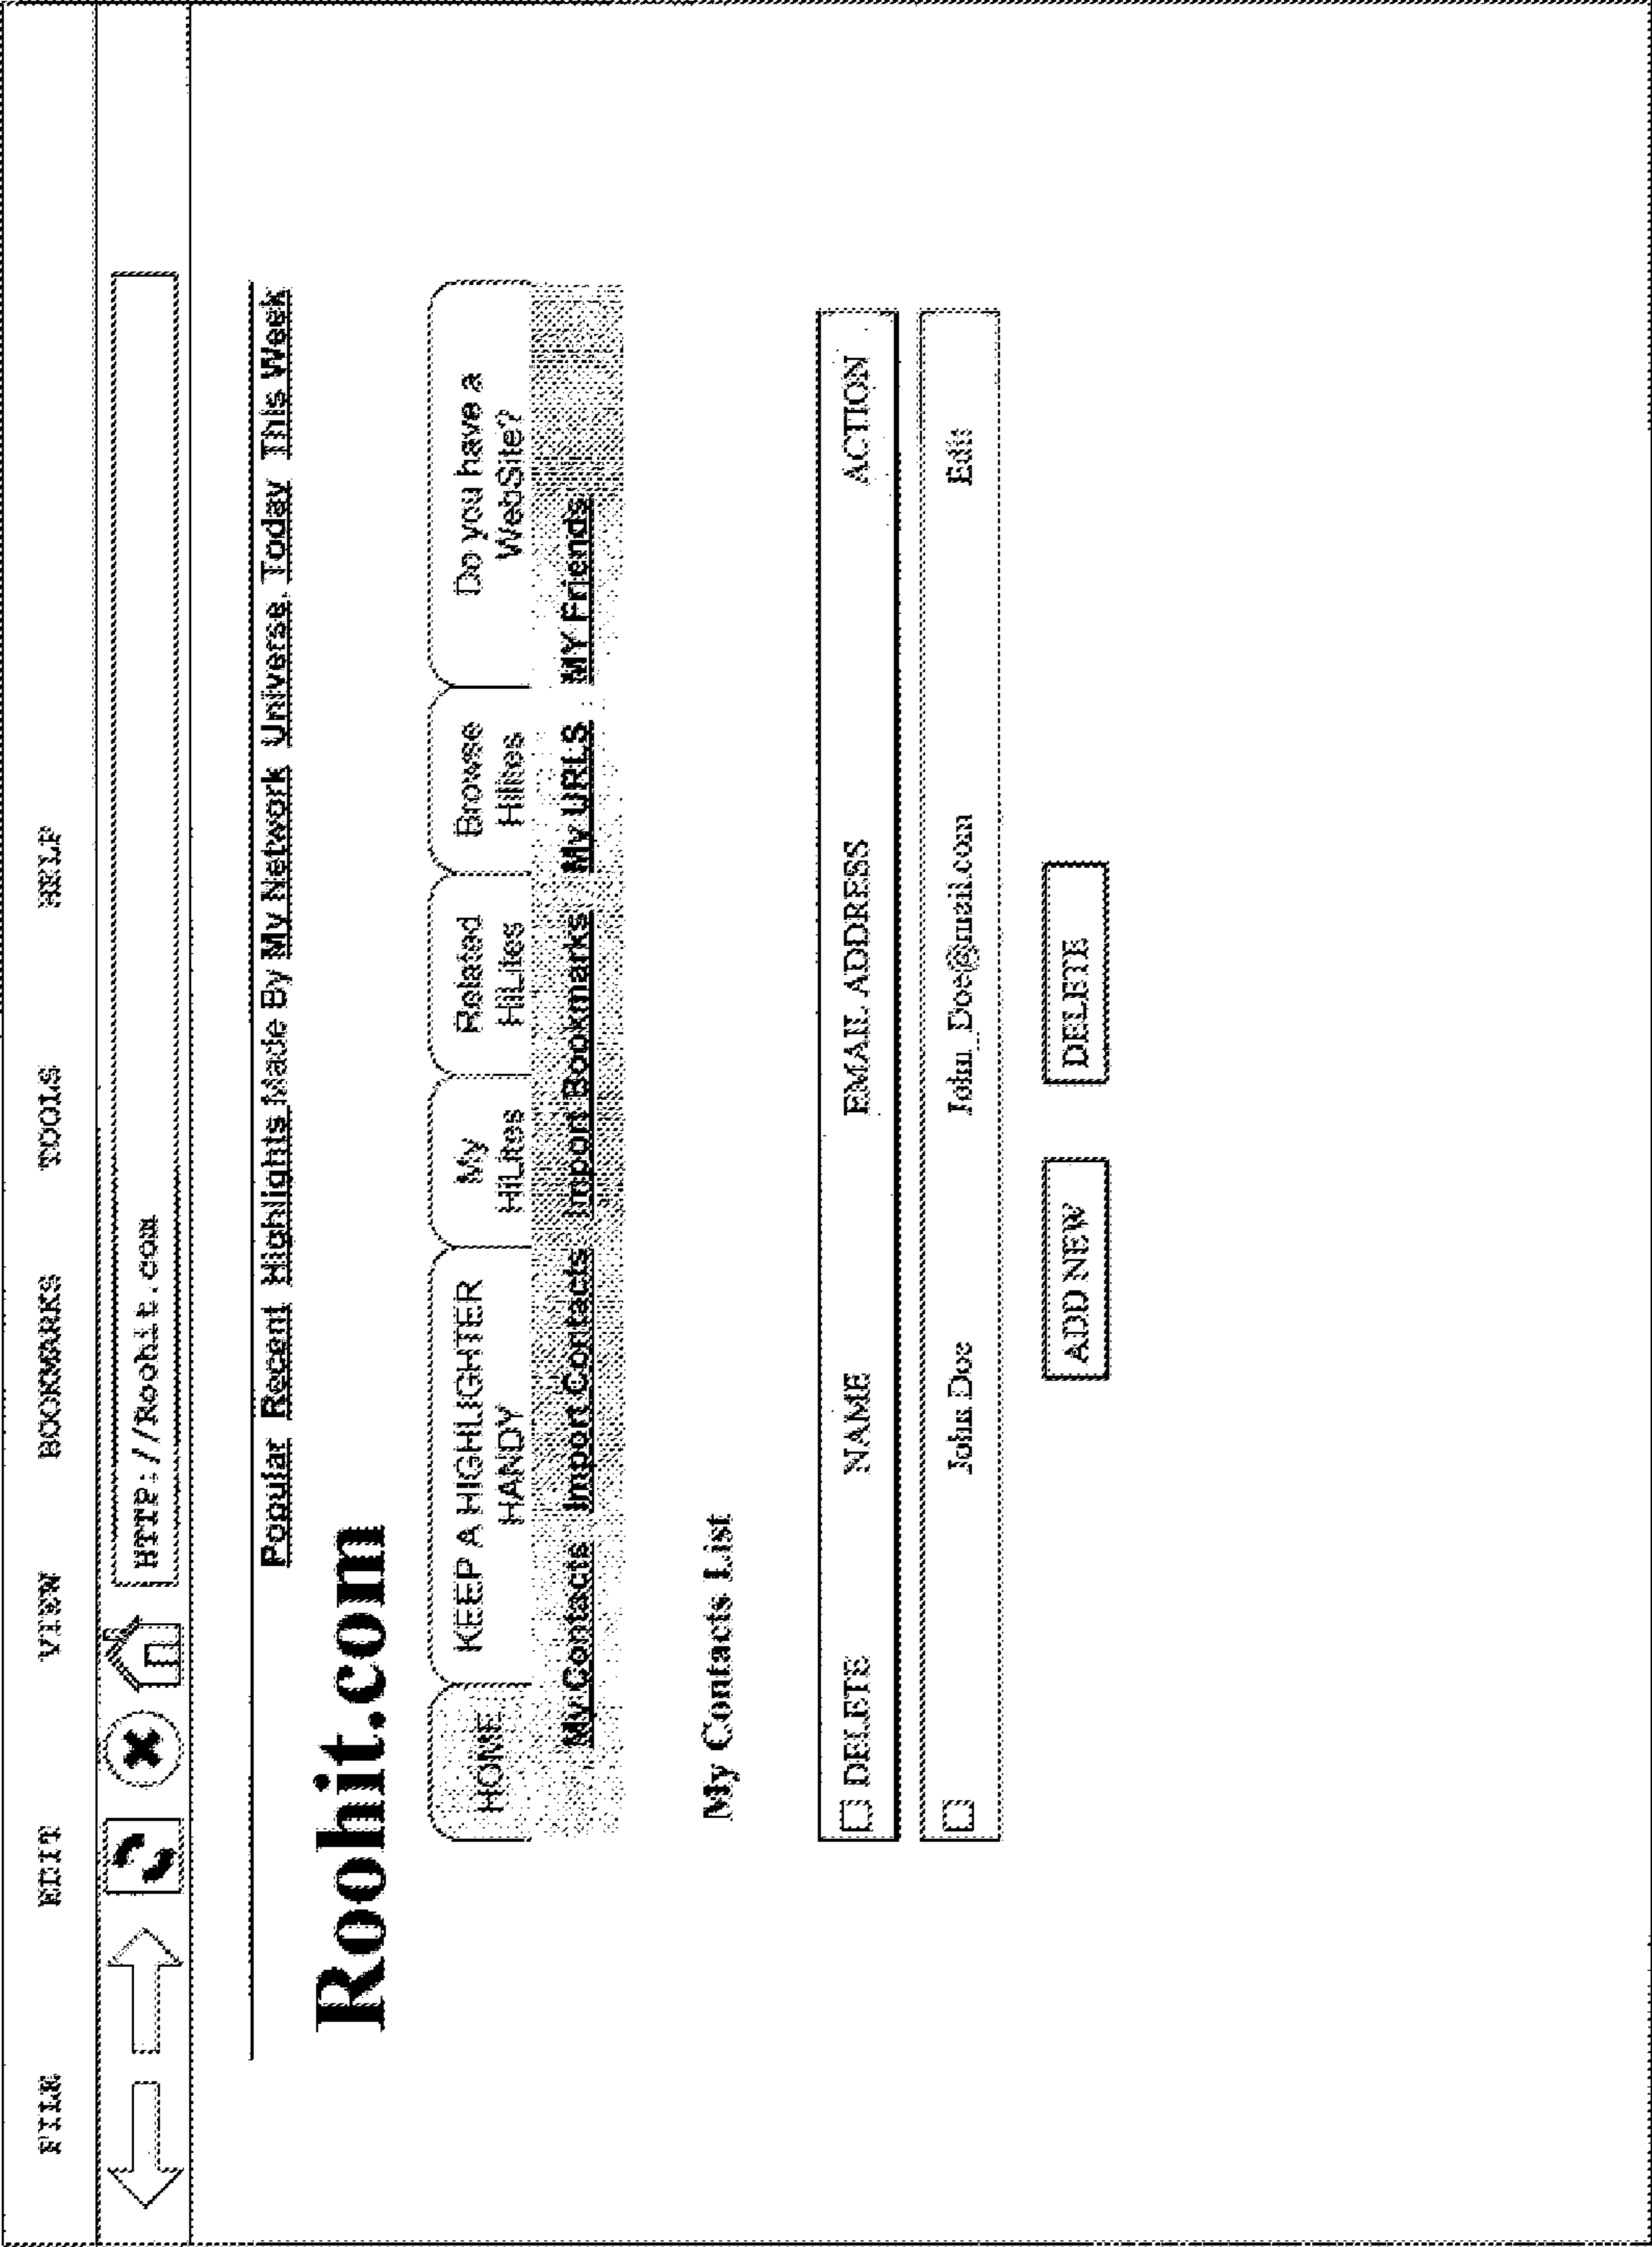 FILE EDIT VIEW BOOKMARKS TOOLS HELP
HTTP://Roohit.com
Popular Recent Highlights Made By My Network Universe Today This Week
Roohit.com
HOME
KEEP A HIGHLIGHTER
HANDY
My
HiLites
Related
HiLites
Browse
Hilites
Do you have a
WebSite?
My Contacts Import Contacts Import Bookmarks My URLS MY Friends
My Contacts List
DELETE NAME EMAIL ADDRESS ACTION
John Doe John_Doe@mail.com Edit
ADD NEW DELETE